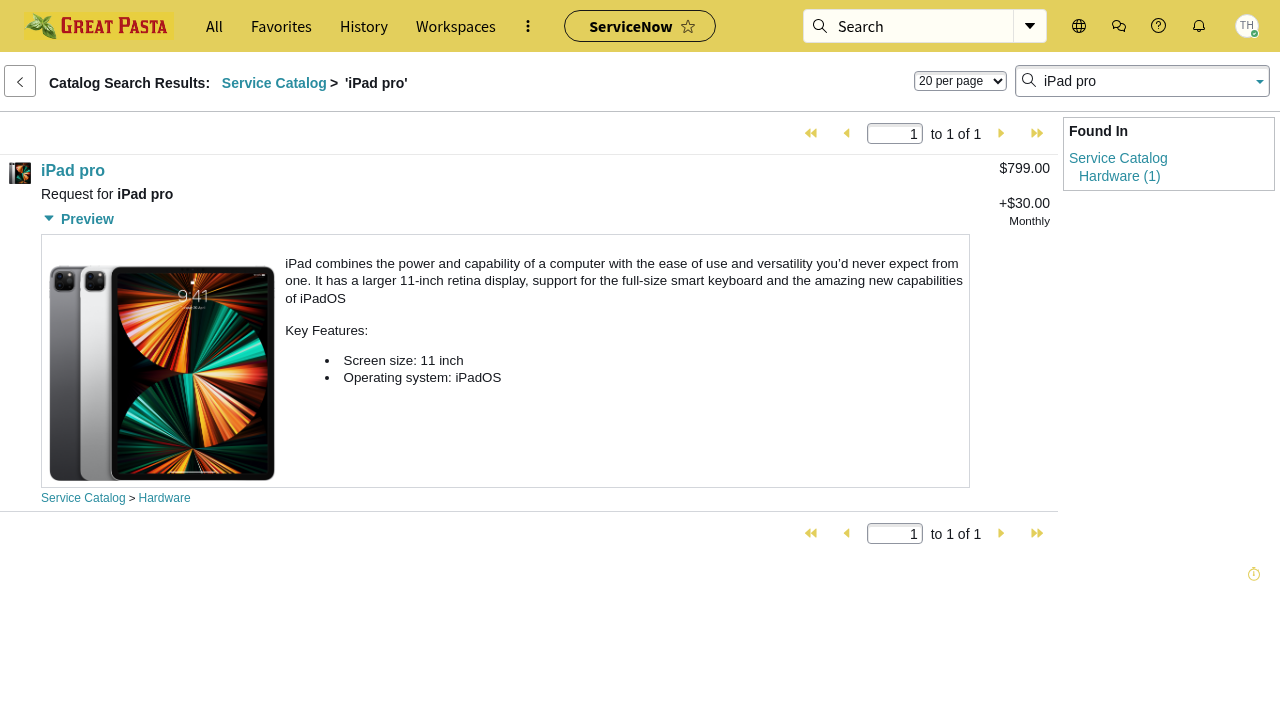 GREAT PASTA All Favorites History Workspaces ServiceNow Search TH
Catalog Search Results: Service Catalog > 'iPad pro' 20 per page iPad pro
1 to 1 of 1
Found In
Service Catalog
Hardware (1)
iPad pro $799.00
Request for iPad pro +$30.00
Monthly
Preview
9:41
iPad combines the power and capability of a computer with the ease of use and versatility you’d never expect from
one. It has a larger 11-inch retina display, support for the full-size smart keyboard and the amazing new capabilities
of iPadOS
Key Features:
• Screen size: 11 inch
• Operating system: iPadOS
Service Catalog > Hardware
1 to 1 of 1